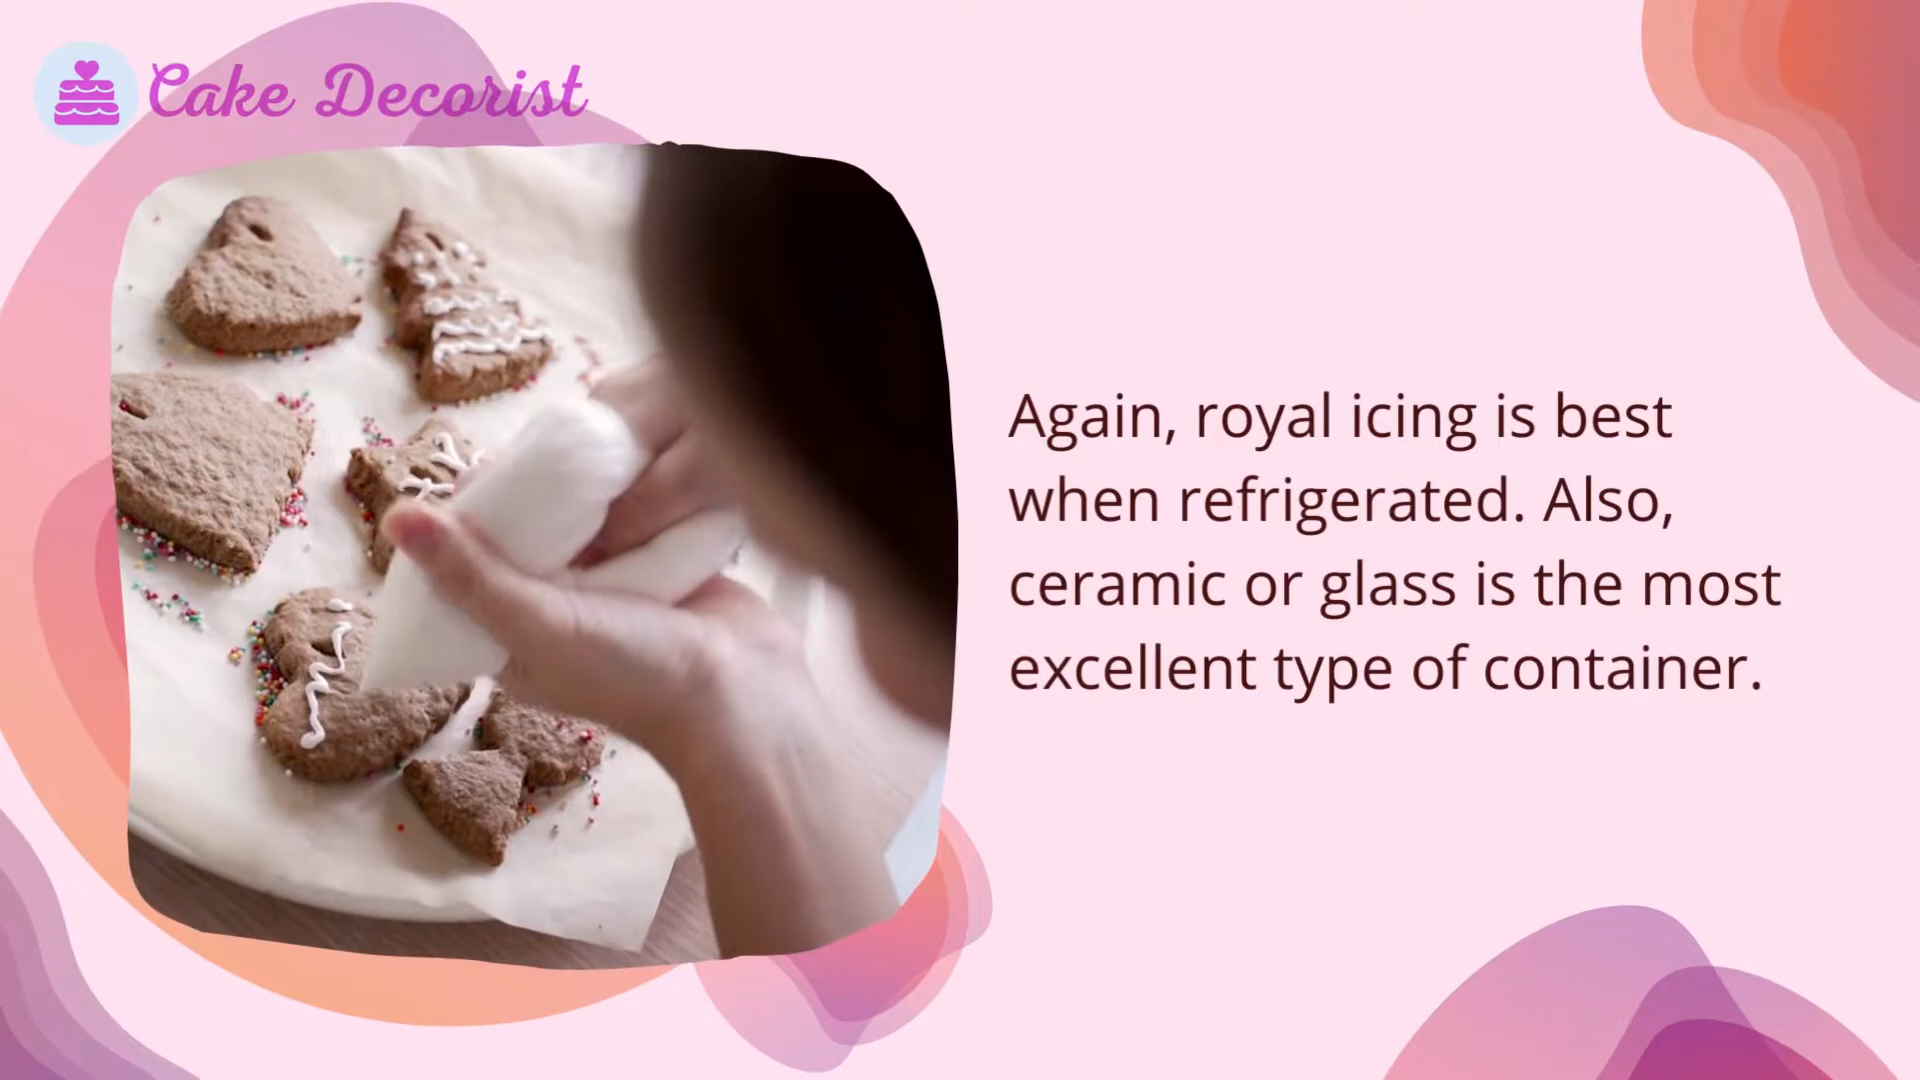 Cake Decorist
Again, royal icing is best
when refrigerated. Also,
ceramic or glass is the most
excellent type of container.